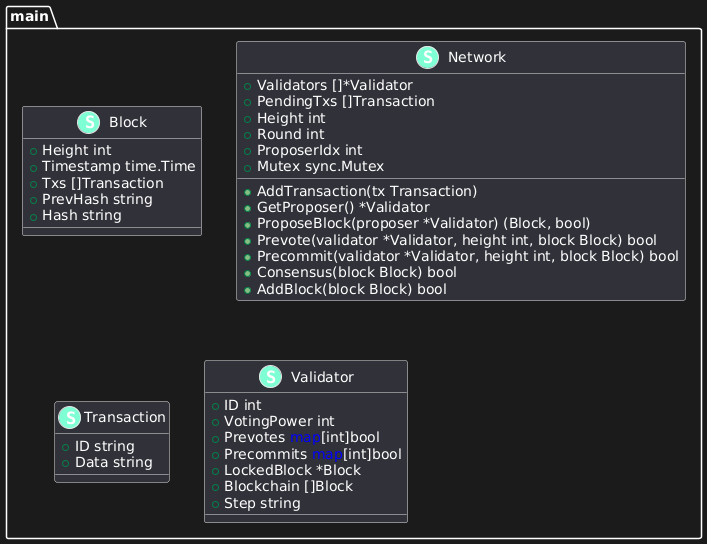 main
S Network
Validators []*Validator
PendingTxs []Transaction
Height int
Round int
ProposerIdx int
Mutex sync.Mutex
AddTransaction(tx Transaction)
GetProposer() *Validator
ProposeBlock(proposer *Validator) (Block, bool)
Prevote(validator *Validator, height int, block Block) bool
Precommit(validator *Validator, height int, block Block) bool
Consensus(block Block) bool
AddBlock(block Block) bool
S Block
Height int
Timestamp time.Time
Txs []Transaction
PrevHash string
Hash string
S Transaction
ID string
Data string
S Validator
ID int
VotingPower int
Prevotes map[int]bool
Precommits map[int]bool
LockedBlock *Block
Blockchain []Block
Step string